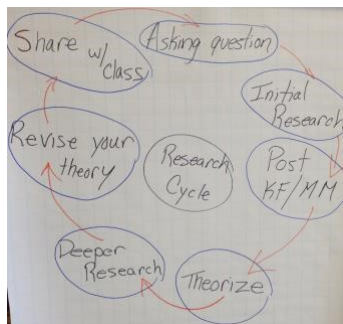 Share w/
class
Asking question
Initial
Research
Post
KF/MM
Theorize
Deeper
Research
Revise your
theory
Research
Cycle